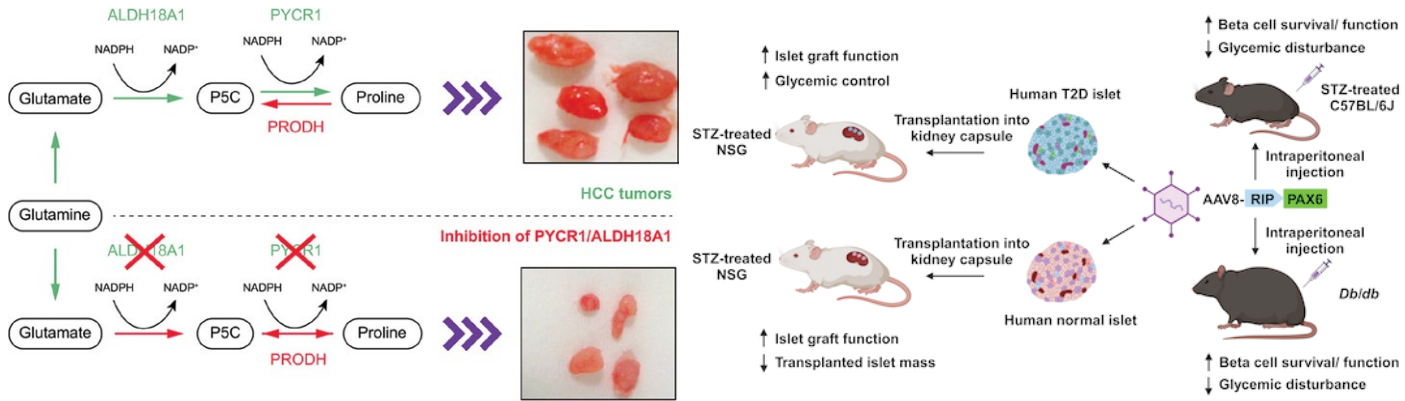 ALDH18A1
PYCR1
NADPH
NADP⁺
NADPH
NADP⁺
Glutamate
P5C
Proline
PRODH
HCC tumors
Glutamine
Inhibition of PYCR1/ALDH18A1
ALDH18A1
PYCR1
NADPH
NADP⁺
NADPH
NADP⁺
Glutamate
P5C
Proline
PRODH
Islet graft function
Glycemic control
STZ-treated
NSG
Transplantation into
kidney capsule
Human T2D islet
Beta cell survival/ function
Glycemic disturbance
STZ-treated
C57BL/6J
Intraperitoneal
injection
AAV8-
RIP
PAX6
Intraperitoneal
injection
Db/db
STZ-treated
NSG
Transplantation into
kidney capsule
Human normal islet
Islet graft function
Transplanted islet mass
Beta cell survival/ function
Glycemic disturbance